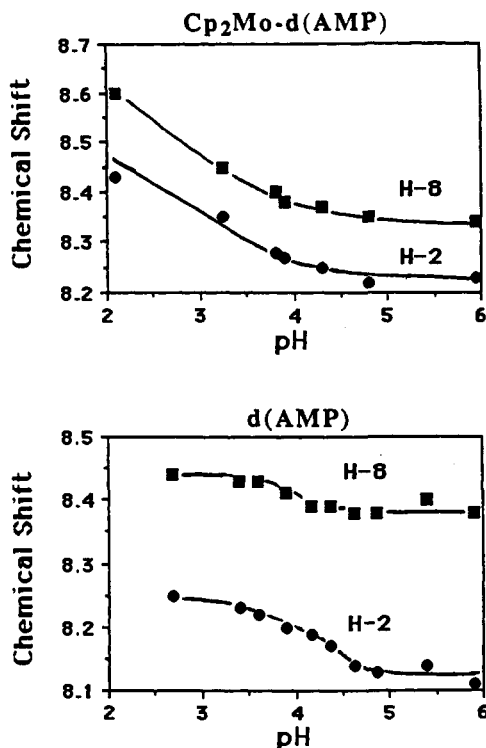 Cp₂Mo-d(AMP)
Chemical Shift
8.7
8.6
8.5
8.4
8.3
8.2
H-8
H-2
2 3 4 5 6
pH
d(AMP)
Chemical Shift
8.5
8.4
8.3
8.2
8.1
H-8
H-2
2 3 4 5 6
pH